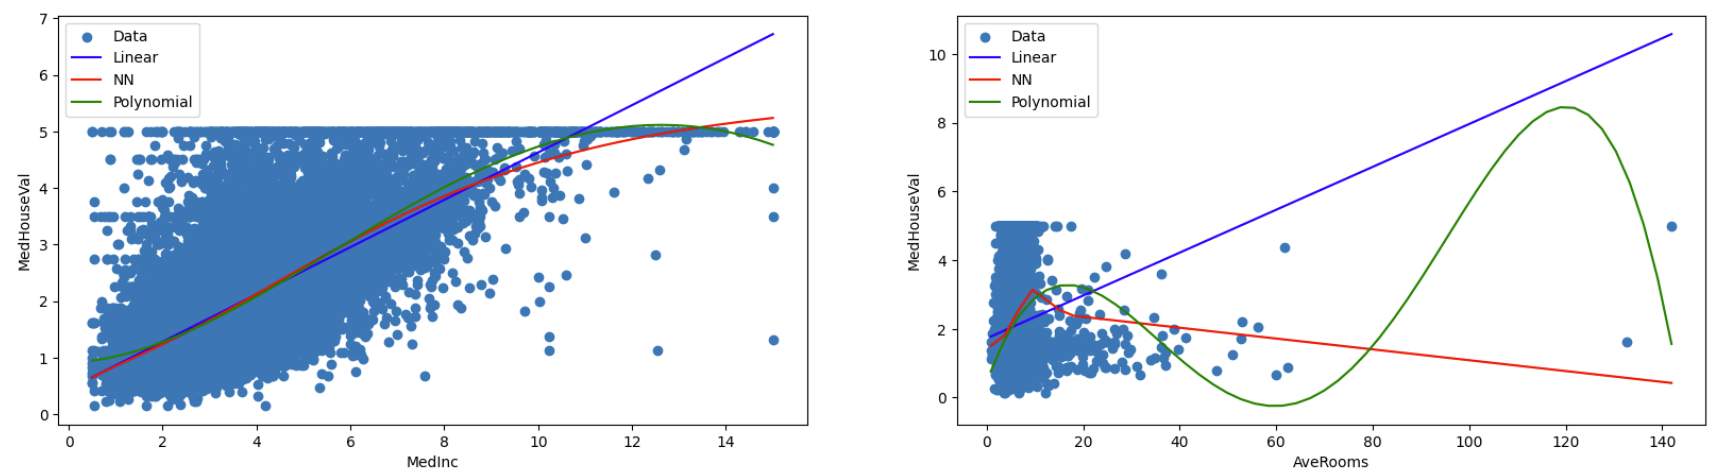 7
6
5
4
3
2
1
0
MedHouseVal
Data
Linear
NN
Polynomial
0 2 4 6 8 10 12 14
MedInc
10
8
6
4
2
0
MedHouseVal
Data
Linear
NN
Polynomial
0 20 40 60 80 100 120 140
AveRooms